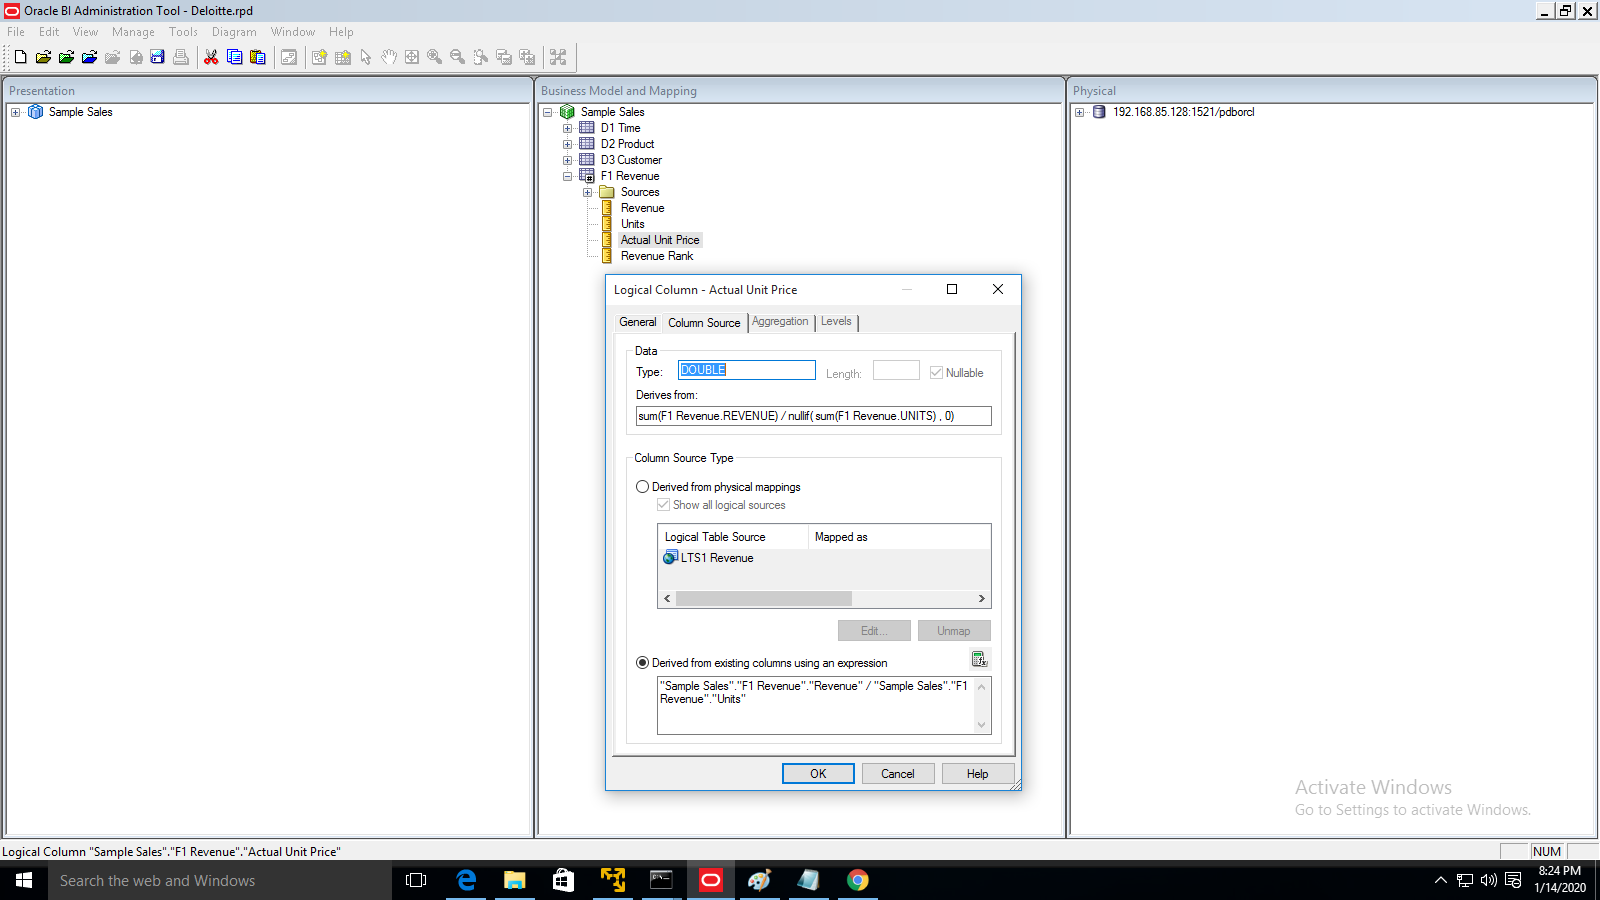 Oracle BI Administration Tool - Deloitte.rpd
File Edit View Manage Tools Diagram Window Help
Presentation
Sample Sales
Business Model and Mapping
Sample Sales
D1 Time
D2 Product
D3 Customer
F1 Revenue
Sources
Revenue
Units
Actual Unit Price
Revenue Rank
Physical
192.168.85.128:1521/pdborcl
Logical Column - Actual Unit Price
General Column Source Aggregation Levels
Data
Type: DOUBLE Length: Nullable
Derives from:
sum(F1 Revenue.REVENUE) / nullif( sum(F1 Revenue.UNITS) , 0)
Column Source Type
Derived from physical mappings
Show all logical sources
Logical Table Source Mapped as
LTS1 Revenue
Edit... Unmap
Derived from existing columns using an expression
"Sample Sales"."F1 Revenue"."Revenue" / "Sample Sales"."F1
Revenue"."Units"
OK Cancel Help
Activate Windows
Go to Settings to activate Windows.
Logical Column "Sample Sales"."F1 Revenue"."Actual Unit Price"
NUM
Search the web and Windows
8:24 PM
1/14/2020